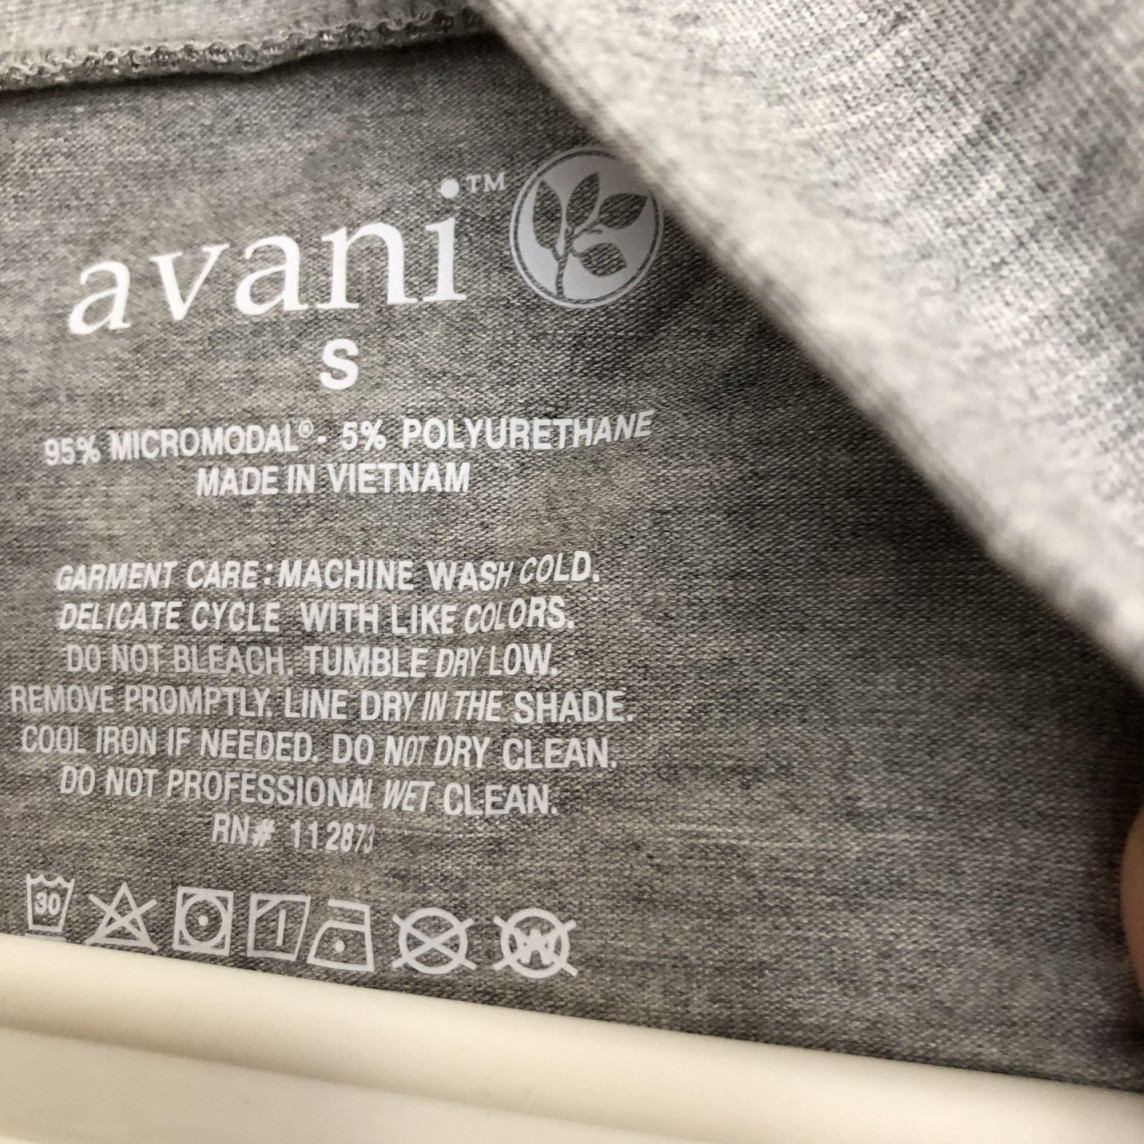 avani™
S
95% MICROMODAL®- 5% POLYURETHANE
MADE IN VIETNAM
GARMENT CARE: MACHINE WASH COLD.
DELICATE CYCLE WITH LIKE COLORS.
DO NOT BLEACH. TUMBLE DRY LOW.
REMOVE PROMPTLY. LINE DRY IN THE SHADE.
COOL IRON IF NEEDED. DO NOT DRY CLEAN.
DO NOT PROFESSIONAL WET CLEAN.
RN# 112873
30 W